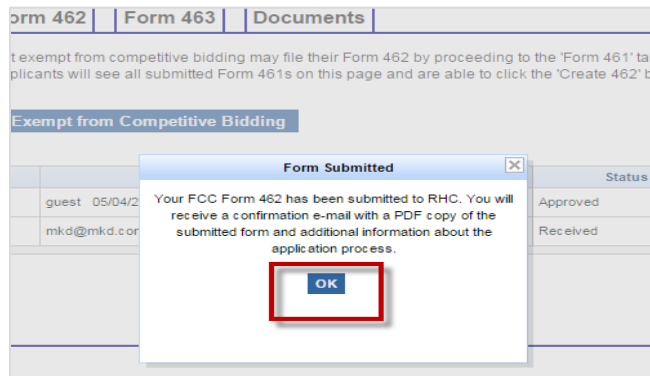 orm 462 Form 463 Documents
t exempt from competitive bidding may file their Form 462 by proceeding to the 'Form 461' ta
plicants will see all submitted Form 461s on this page and are able to click the 'Create 462' b
Exempt from Competitive Bidding
Form Submitted
Status
Your FCC Form 462 has been submitted to RHC. You will
receive a confirmation e-mail with a PDF copy of the
submitted form and additional information about the
application process.
guest 05/04/2
Approved
mkd@mkd.cor
Received
OK